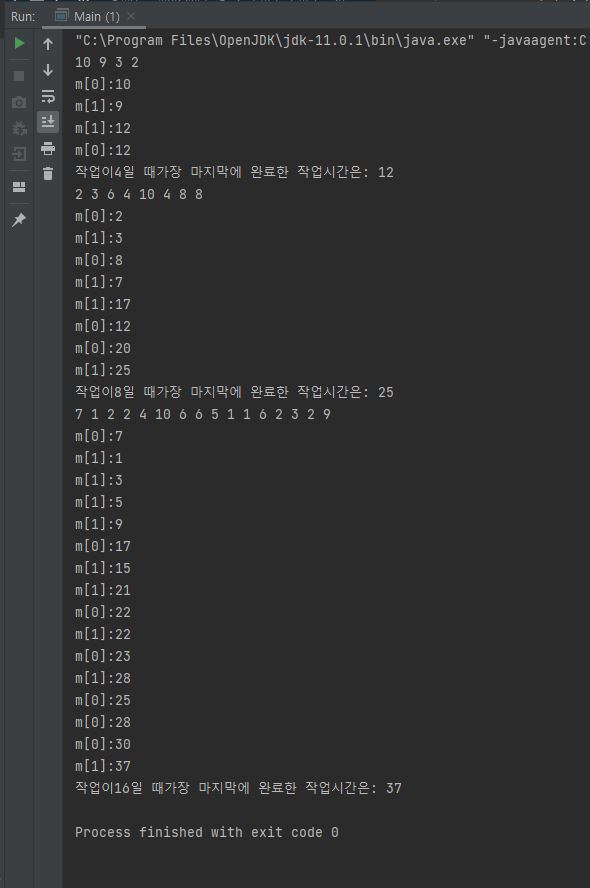 Run: Main (1)
"C:\Program Files\OpenJDK\jdk-11.0.1\bin\java.exe" "-javaagent:C
10 9 3 2
m[0]:10
m[1]:9
m[1]:12
m[0]:12
작업이4일 때가장 마지막에 완료한 작업시간은: 12
2 3 6 4 10 4 8 8
m[0]:2
m[1]:3
m[0]:8
m[1]:7
m[1]:17
m[0]:12
m[0]:20
m[1]:25
작업이8일 때가장 마지막에 완료한 작업시간은: 25
7 1 2 2 4 10 6 6 5 1 1 6 2 3 2 9
m[0]:7
m[1]:1
m[1]:3
m[1]:5
m[1]:9
m[0]:17
m[1]:15
m[1]:21
m[0]:22
m[1]:22
m[0]:23
m[1]:28
m[0]:25
m[0]:28
m[0]:30
m[1]:37
작업이16일 때가장 마지막에 완료한 작업시간은: 37
Process finished with exit code 0